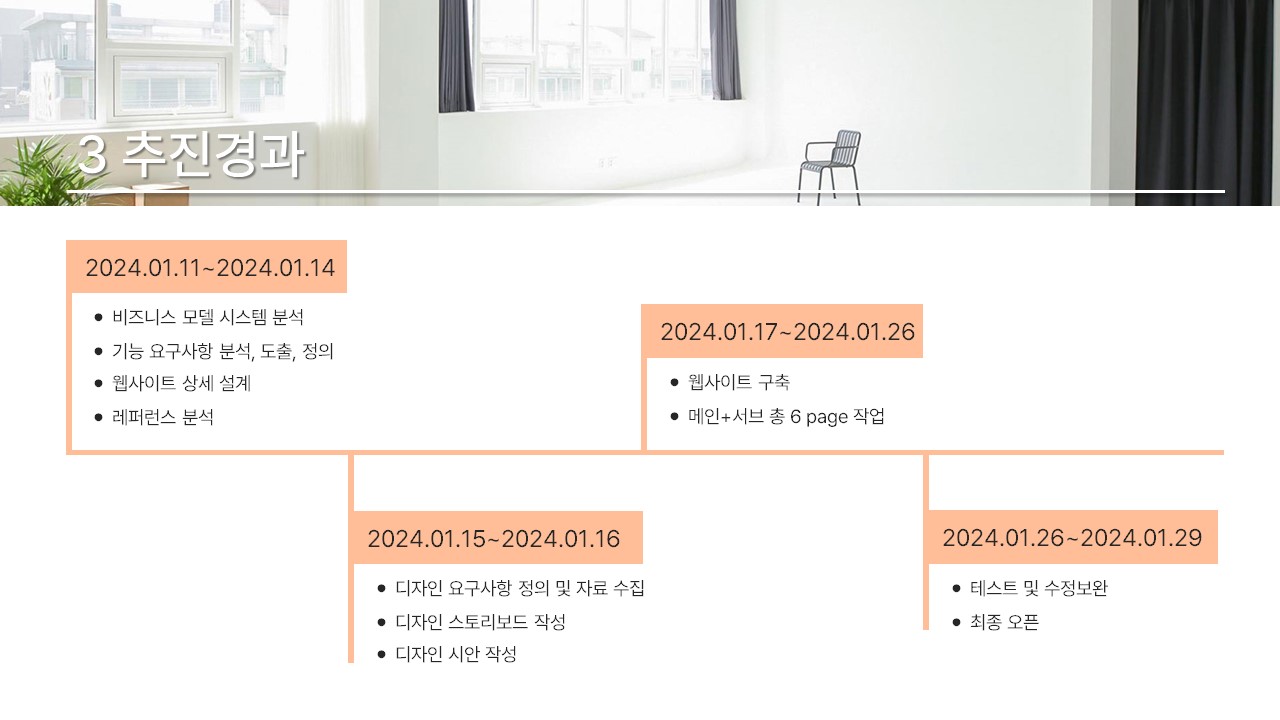 3 추진경과
2024.01.11~2024.01.14
● 비즈니스 모델 시스템 분석
● 기능 요구사항 분석, 도출, 정의
● 웹사이트 상세 설계
● 레퍼런스 분석
2024.01.15~2024.01.16
● 디자인 요구사항 정의 및 자료 수집
● 디자인 스토리보드 작성
● 디자인 시안 작성
2024.01.17~2024.01.26
● 웹사이트 구축
● 메인+서브 총 6 page 작업
2024.01.26~2024.01.29
● 테스트 및 수정보완
● 최종 오픈